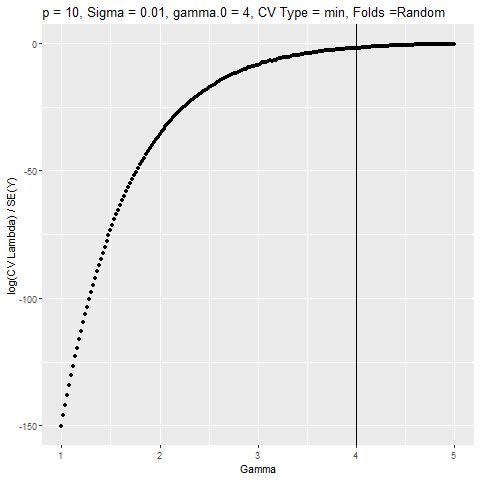 p = 10, Sigma = 0.01, gamma.0 = 4, CV Type = min, Folds =Random
log(CV Lambda) / SE(Y)
0
-50
-100
-150
1 2 3 4 5
Gamma